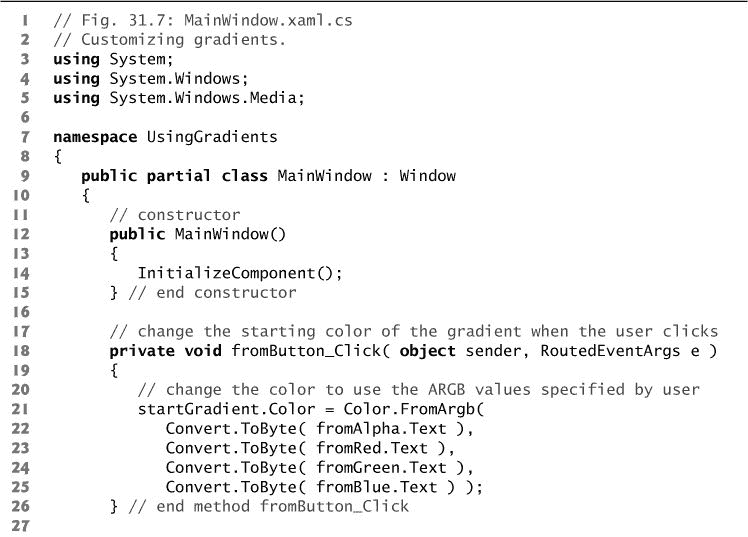 1 // Fig. 31.7: MainWindow.xaml.cs
2 // Customizing gradients.
3 using System;
4 using System.Windows;
5 using System.Windows.Media;
6
7 namespace UsingGradients
8 {
9 public partial class MainWindow : Window
10 {
11 // constructor
12 public MainWindow()
13 {
14 InitializeComponent();
15 } // end constructor
16
17 // change the starting color of the gradient when the user clicks
18 private void fromButton_Click( object sender, RoutedEventArgs e )
19 {
20 // change the color to use the ARGB values specified by user
21 startGradient.Color = Color.FromArgb(
22 Convert.ToByte( fromAlpha.Text ),
23 Convert.ToByte( fromRed.Text ),
24 Convert.ToByte( fromGreen.Text ),
25 Convert.ToByte( fromBlue.Text ) );
26 } // end method fromButton_Click
27